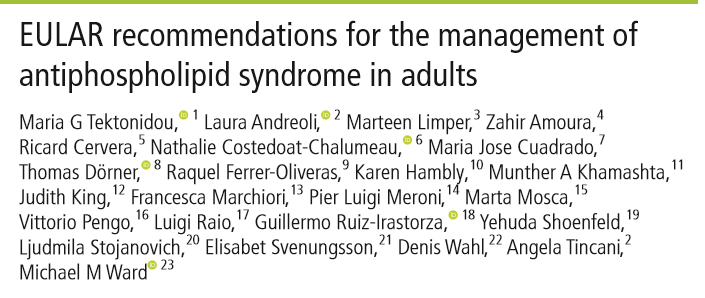 EULAR recommendations for the management of
antiphospholipid syndrome in adults
Maria G Tektonidou, 1 Laura Andreoli, 2 Marteen Limper,3 Zahir Amoura,4
Ricard Cervera,5 Nathalie Costedoat-Chalumeau, 6 Maria Jose Cuadrado,7
Thomas Dörner, 8 Raquel Ferrer-Oliveras,9 Karen Hambly,10 Munther A Khamashta,11
Judith King,12 Francesca Marchiori,13 Pier Luigi Meroni,14 Marta Mosca,15
Vittorio Pengo,16 Luigi Raio,17 Guillermo Ruiz-Irastorza, 18 Yehuda Shoenfeld,19
Ljudmila Stojanovich,20 Elisabet Svenungsson,21 Denis Wahl,22 Angela Tincani,2
Michael M Ward 23